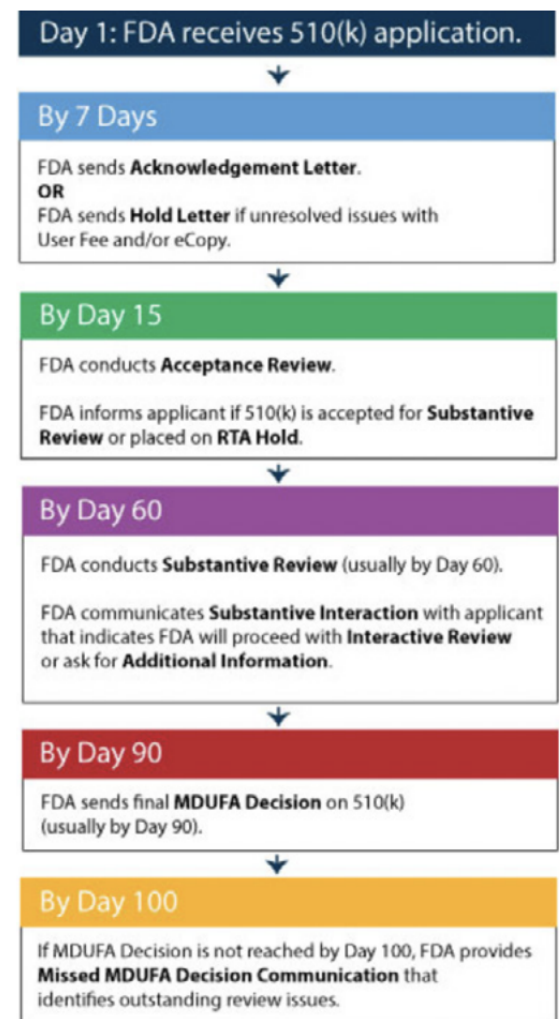 Day 1: FDA receives 510(k) application.
By 7 Days
FDA sends Acknowledgement Letter.
OR
FDA sends Hold Letter if unresolved issues with
User Fee and/or eCopy.
By Day 15
FDA conducts Acceptance Review.
FDA informs applicant if 510(k) is accepted for Substantive
Review or placed on RTA Hold.
By Day 60
FDA conducts Substantive Review (usually by Day 60).
FDA communicates Substantive Interaction with applicant
that indicates FDA will proceed with Interactive Review
or ask for Additional Information.
By Day 90
FDA sends final MDUFA Decision on 510(k)
(usually by Day 90).
By Day 100
If MDUFA Decision is not reached by Day 100, FDA provides
Missed MDUFA Decision Communication that
identifies outstanding review issues.